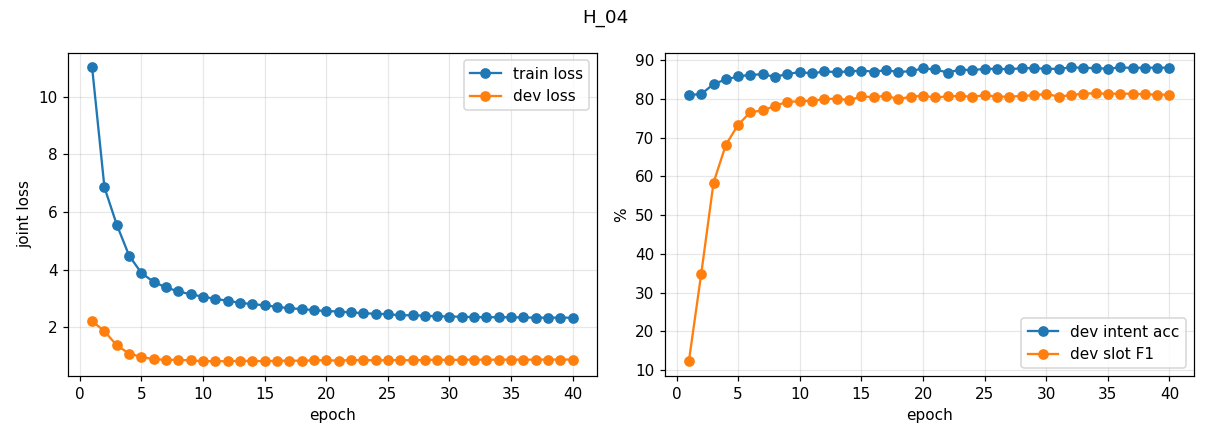 H_04
joint loss
10
8
6
4
2
0 5 10 15 20 25 30 35 40
epoch
train loss
dev loss
%
90
80
70
60
50
40
30
20
10
0 5 10 15 20 25 30 35 40
epoch
dev intent acc
dev slot F1